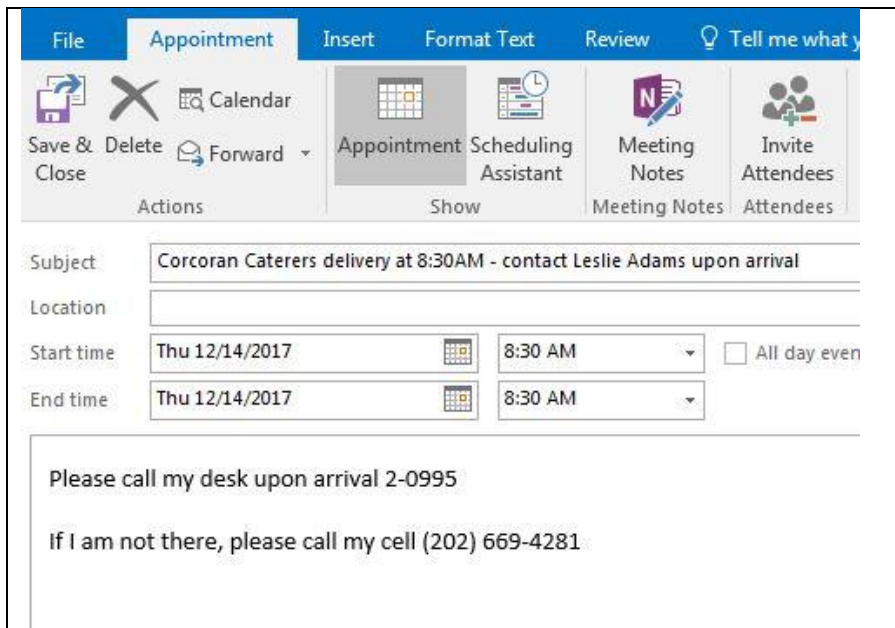 File Appointment Insert Format Text Review Tell me what y
Calendar
Save & Close Delete Forward Appointment Scheduling Assistant Meeting Notes Invite Attendees
Actions Show Meeting Notes Attendees
Subject Corcoran Caterers delivery at 8:30AM - contact Leslie Adams upon arrival
Location
Start time Thu 12/14/2017 8:30 AM All day even
End time Thu 12/14/2017 8:30 AM
Please call my desk upon arrival 2-0995
If I am not there, please call my cell (202) 669-4281